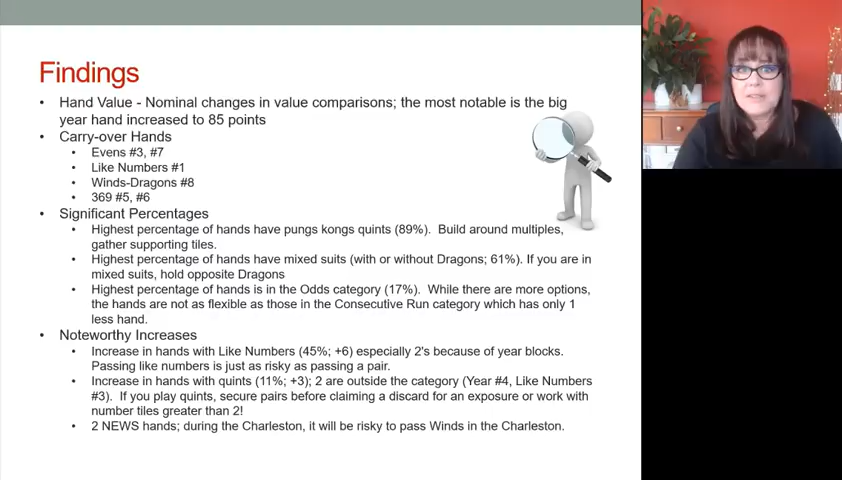 Findings
• Hand Value - Nominal changes in value comparisons; the most notable is the big
year hand increased to 85 points
• Carry-over Hands
• Evens #3, #7
• Like Numbers #1
• Winds-Dragons #8
• 369 #5, #6
• Significant Percentages
• Highest percentage of hands have pungs kongs quints (89%). Build around multiples,
gather supporting tiles.
• Highest percentage of hands have mixed suits (with or without Dragons; 61%). If you are in
mixed suits, hold opposite Dragons
• Highest percentage of hands is in the Odds category (17%). While there are more options,
the hands are not as flexible as those in the Consecutive Run category which has only 1
less hand.
• Noteworthy Increases
• Increase in hands with Like Numbers (45%; +6) especially 2's because of year blocks.
Passing like numbers is just as risky as passing a pair.
• Increase in hands with quints (11%; +3); 2 are outside the category (Year #4, Like Numbers
#3). If you play quints, secure pairs before claiming a discard for an exposure or work with
number tiles greater than 2!
• 2 NEWS hands; during the Charleston, it will be risky to pass Winds in the Charleston.